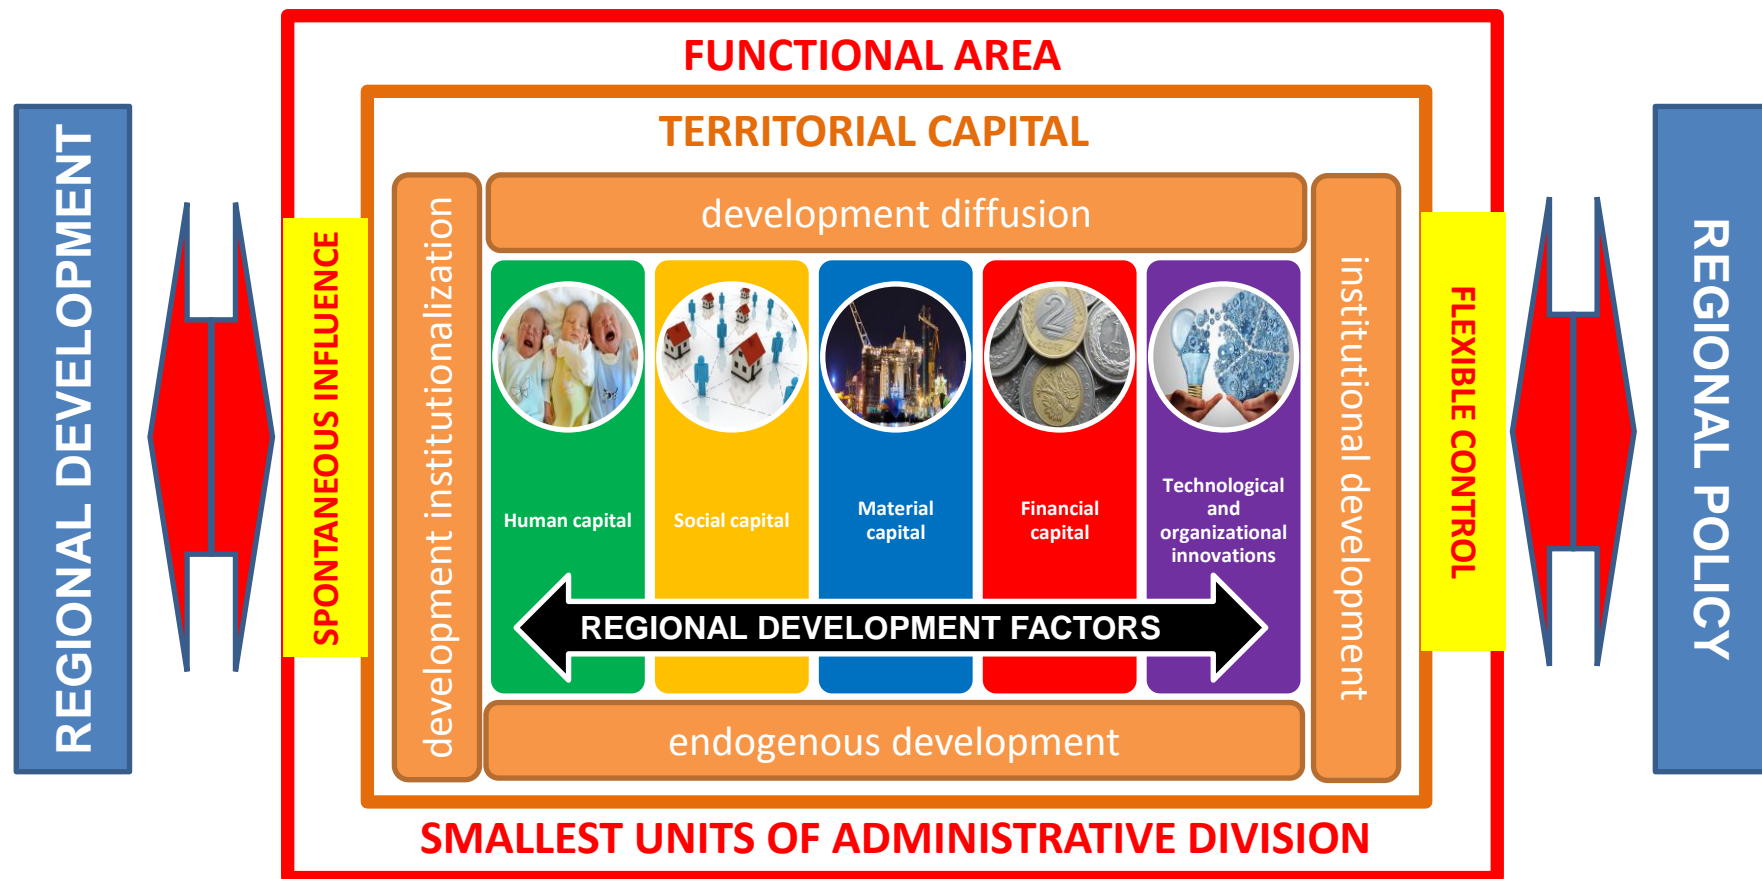 FUNCTIONAL AREA
TERRITORIAL CAPITAL
REGIONAL DEVELOPMENT
SPONTANEOUS INFLUENCE
development institutionalization
development diffusion
Human capital
Social capital
Material
capital
Financial
capital
Technological
and
organizational
innovations
REGIONAL DEVELOPMENT FACTORS
endogenous development
institutional development
FLEXIBLE CONTROL
REGIONAL POLICY
SMALLEST UNITS OF ADMINISTRATIVE DIVISION
2
1